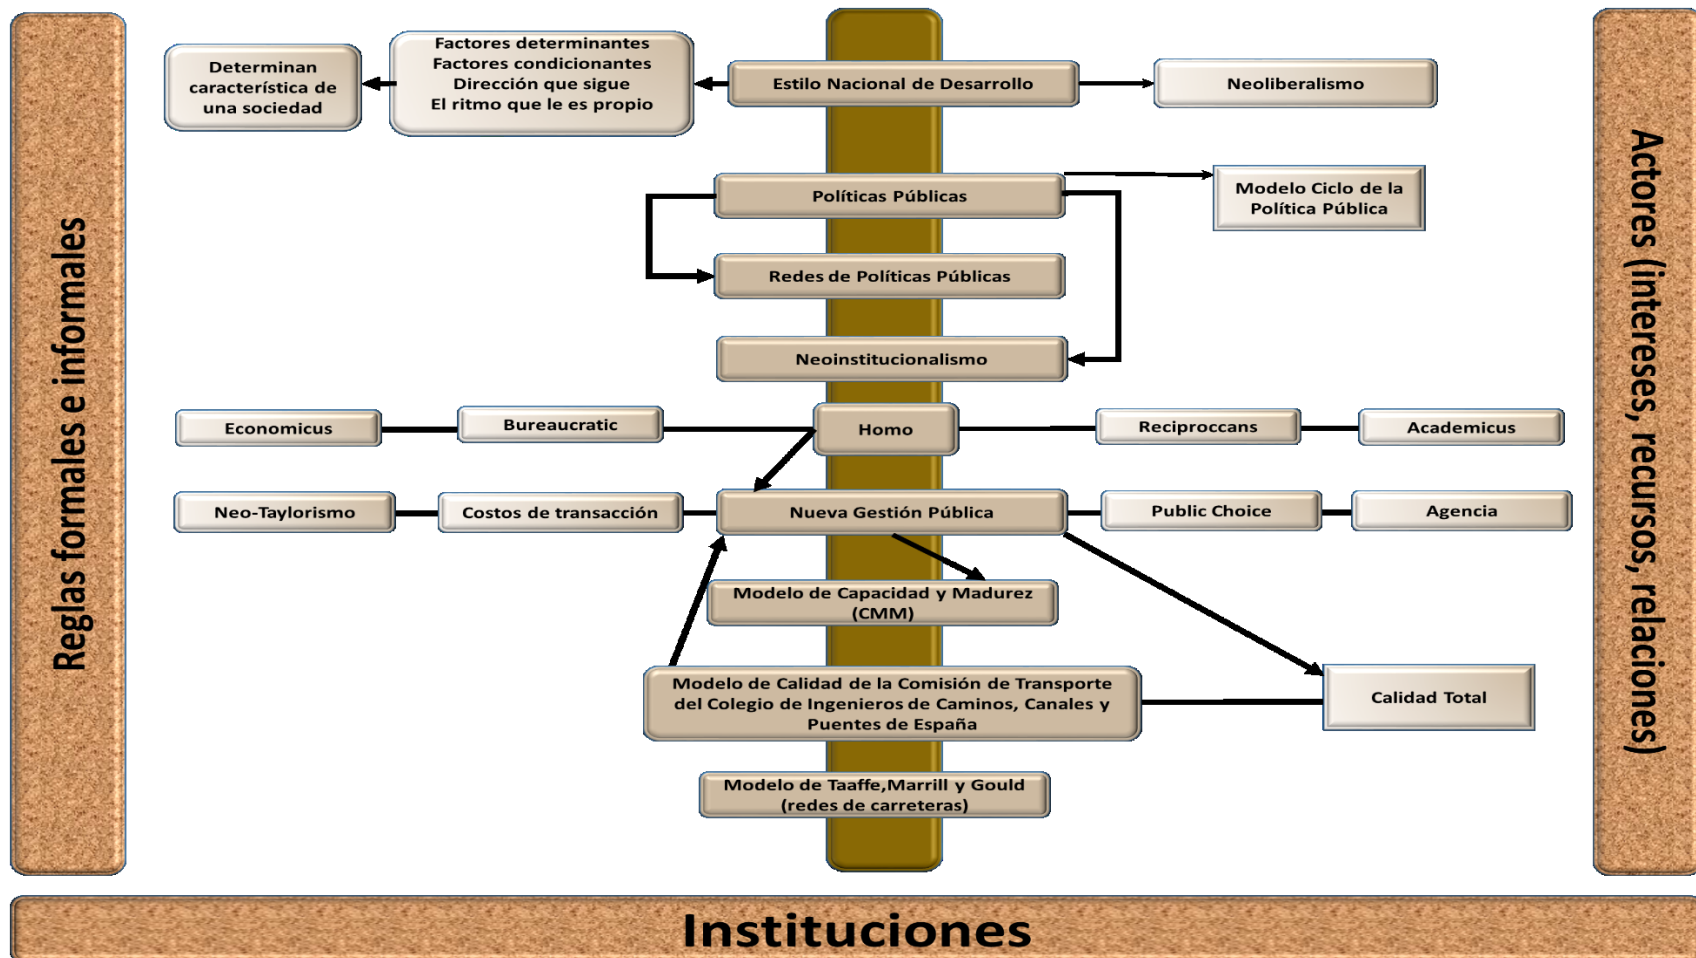 Reglas formales e informales
Determinan
característica de
una sociedad
Factores determinantes
Factores condicionantes
Dirección que sigue
El ritmo que le es propio
Estilo Nacional de Desarrollo
Neoliberalismo
Políticas Públicas
Modelo Ciclo de la
Política Pública
Redes de Políticas Públicas
Neoinstitucionalismo
Economicus
Bureaucratic
Homo
Reciproccans
Academicus
Neo-Taylorismo
Costos de transacción
Nueva Gestión Pública
Public Choice
Agencia
Modelo de Capacidad y Madurez
(CMM)
Modelo de Calidad de la Comisión de Transporte
del Colegio de Ingenieros de Caminos, Canales y
Puentes de España
Calidad Total
Modelo de Taaffe,Marrill y Gould
(redes de carreteras)
Actores (intereses, recursos, relaciones)
Instituciones